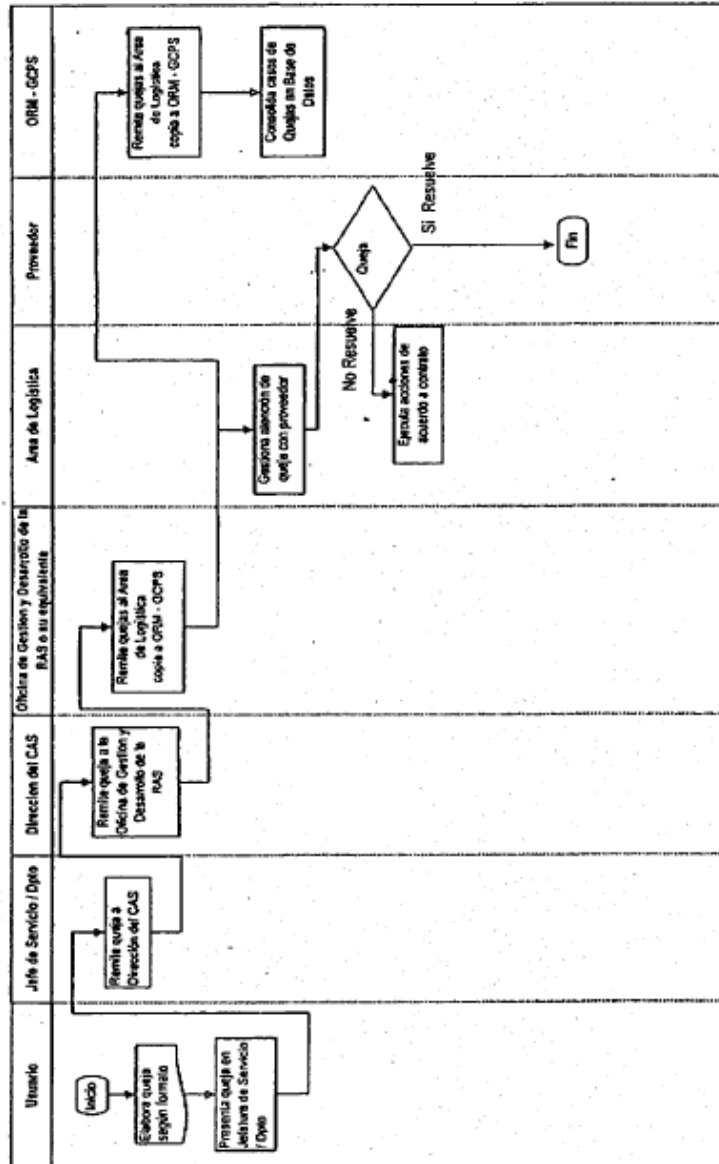 Usuario
Jefe de Servicio / Dpto
Direccion del CAS
Oficina de Gestion y Desarrollo de la
RAS o su equivalente
Area de Logística
Proveedor
ORM - GCPS
Inicio
Elabora queja
según formato
Presenta queja en
Jefatura de Servicio
/ Dpto
Remite queja a
Dirección del CAS
Remite queja a la
Oficina de Gestion y
Desarrollo de la
RAS
Remite quejas al Area
de Logística
copia a ORM - GCPS
Gestiona atención de
queja con proveedor
No Resuelve
Ejecuta acciones de
acuerdo a contrato
Queja
Si Resuelve
Fin
Remite quejas al Area
de Logística
copia a ORM - GCPS
Consolida casos de
Quejas en Base de
Datos